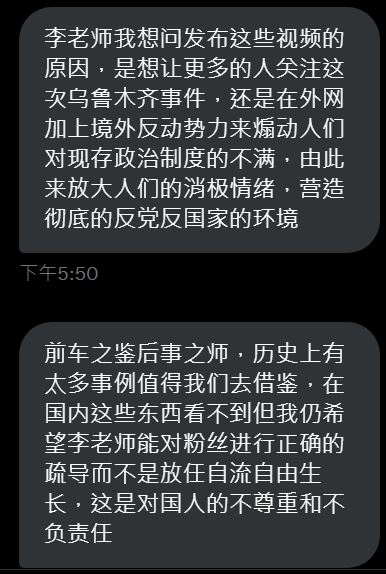 李老师我想问发布这些视频的
原因，是想让更多的人关注这
次乌鲁木齐事件，还是在外网
加上境外反动势力来煽动人们
对现存政治制度的不满，由此
来放大人们的消极情绪，营造
彻底的反党反国家的环境
下午5:50
前车之鉴后事之师，历史上有
太多事例值得我们去借鉴，在
国内这些东西看不到但我仍希
望李老师能对粉丝进行正确的
疏导而不是放任自流自由生
长，这是对国人的不尊重和不
负责任